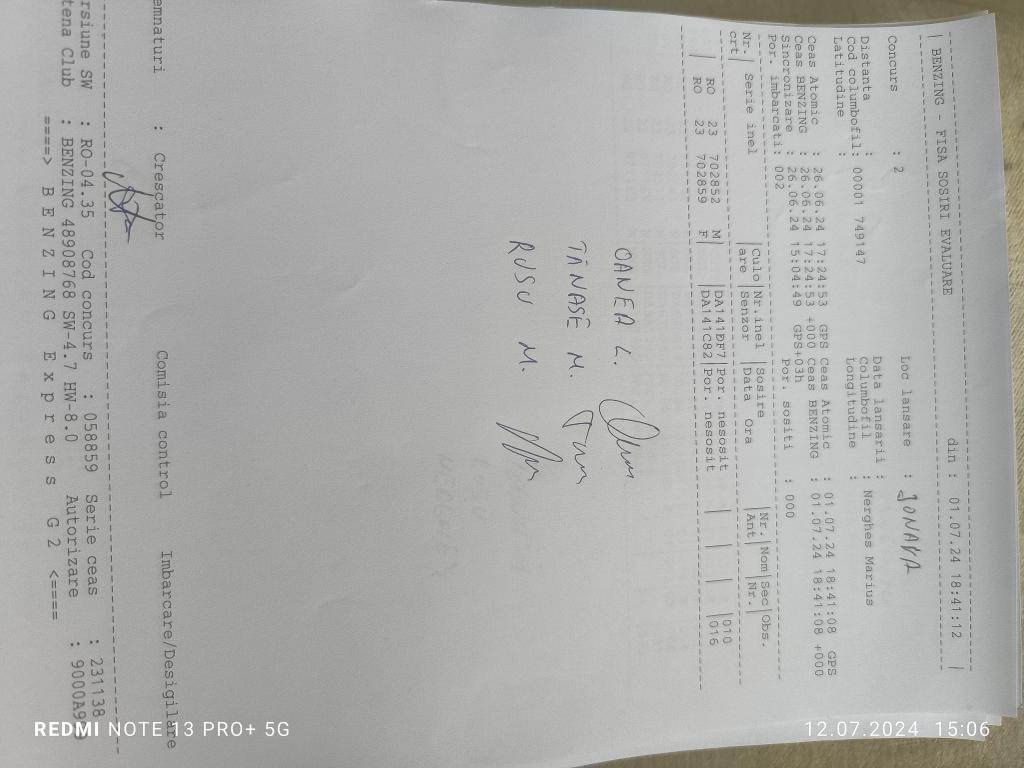 | BENZING - FISA SOSIRI EVALUARE din : 01.07.24 18:41:12 |
Concurs : 2 Loc lansare : JONAVA
Data lansarii :
Distanta : Columbofil : Nerghes Marius
Cod columbofil: 00001 749147 Longitudine :
Latitudine :
Ceas Atomic : 26.06.24 17:24:53 GPS Ceas Atomic : 01.07.24 18:41:08 GPS
Ceas BENZING : 26.06.24 17:24:53 +000 Ceas BENZING : 01.07.24 18:41:08 +000
Sincronizare : 26.06.24 15:04:49 GPS+03h
Por. imbarcati: 002 Por. sositi : 000
Nr. | Serie inel |Culo|Nr.inel | Sosire |Nr.|Nom|Sec|Obs.
crt |are |Senzor | Data Ora |Ant| |Nr.|
| RO 23 702852 M| |DA141DF7|Por. nesosit | | | |010
| RO 23 702859 F| |DA141C82|Por. nesosit | | | |016
OANEA L.
TĂNASE M.
RUSU M.
emnaturi : Crescator Comisia control Imbarcare/Desigilare
rsiune SW : RO-04.35 Cod concurs : 058859 Serie ceas : 231138
tena Club : BENZING 48908768 SW-4.7 HW-8.0 Autorizare : 9000A9
====> B E N Z I N G E x p r e s s G 2 <====
REDMI NOTE 13 PRO+ 5G
12.07.2024 15:06